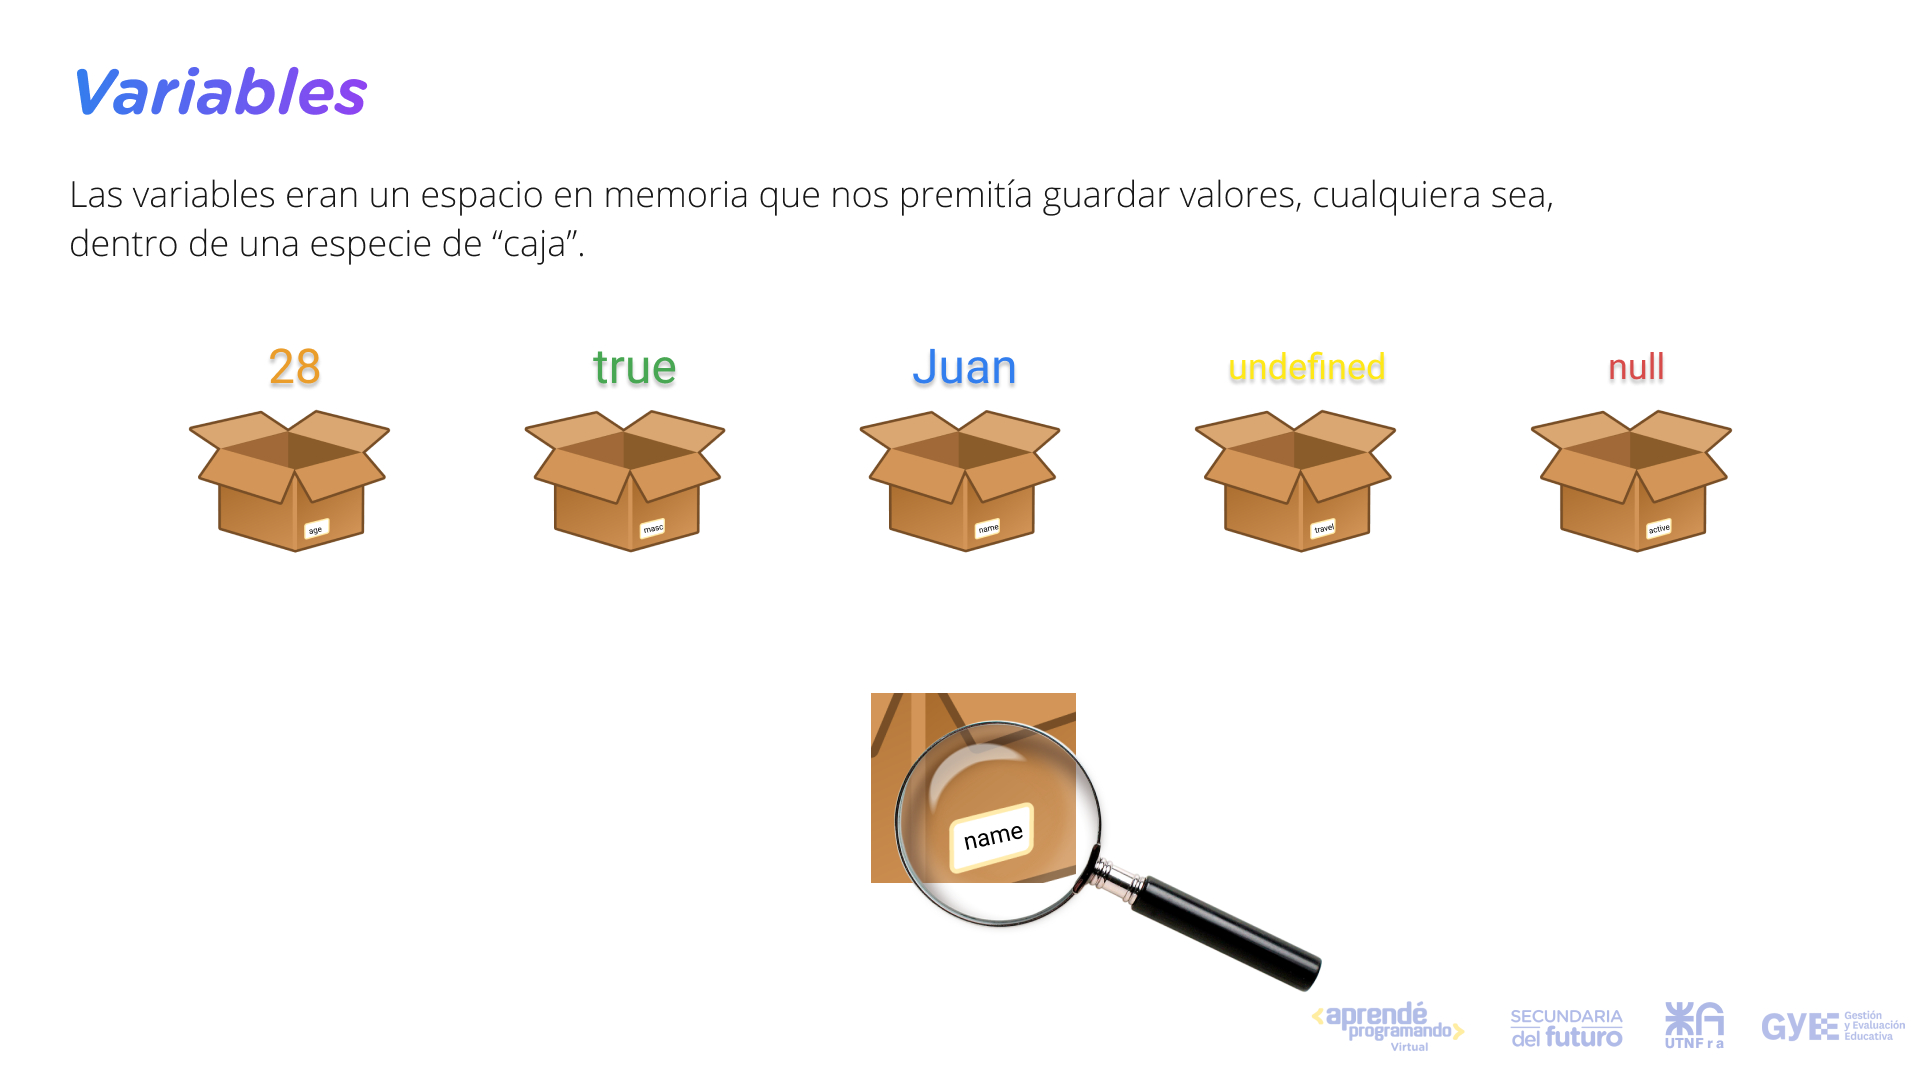 Variables
Las variables eran un espacio en memoria que nos premitía guardar valores, cualquiera sea,
dentro de una especie de “caja”.
28
true
Juan
undefined
null
age
masc
name
travel
active
name
<aprendé
programando>
Virtual
SECUNDARIA
del futuro
UTNFra
GYEE
Gestión
y Evaluación
Educativa